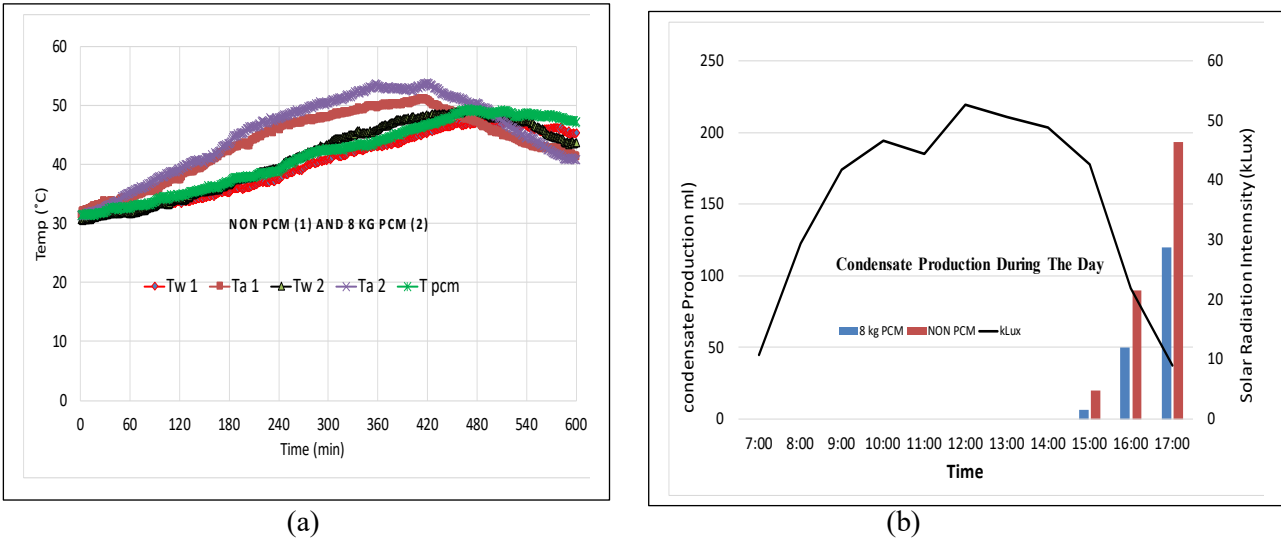 60
50
40
30
20
10
0
0 60 120 180 240 300 360 420 480 540 600
Temp (°C)
Time (min)
NON PCM (1) AND 8 KG PCM (2)
Tw 1 Ta 1 Tw 2 Ta 2 T pcm
(a)
250
200
150
100
50
0
60
50
40
30
20
10
0
condensate Production ml)
Solar Radiation Intennsity (kLux)
Condensate Production During The Day
8 kg PCM NON PCM kLux
7:00 8:00 9:00 10:00 11:00 12:00 13:00 14:00 15:00 16:00 17:00
Time
(b)